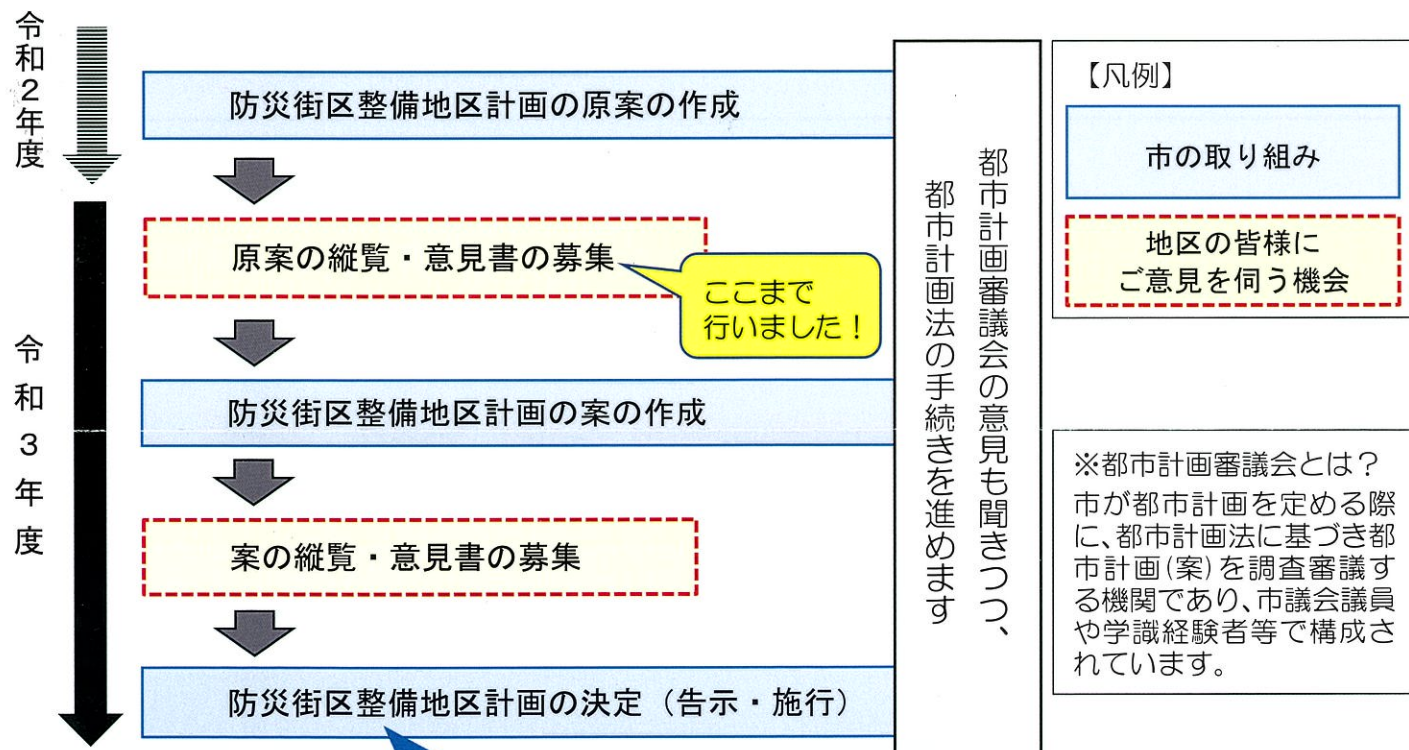 令和2年度
防災街区整備地区計画の原案の作成
原案の縦覧・意見書の募集
ここまで
行いました！
令和3年度
防災街区整備地区計画の案の作成
案の縦覧・意見書の募集
防災街区整備地区計画の決定（告示・施行）
都市計画審議会の意見も聞きつつ、
都市計画法の手続きを進めます
【凡例】
市の取り組み
地区の皆様に
ご意見を伺う機会
※都市計画審議会とは？
市が都市計画を定める際
に、都市計画法に基づき都
市計画(案)を調査審議す
る機関であり、市議会議員
や学識経験者等で構成さ
れています。